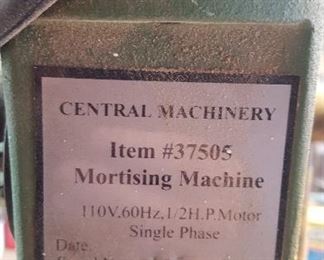 CENTRAL MACHINERY
Item #37505
Mortising Machine
110V,60Hz,1/2H.P.Motor
Single Phase
Date: